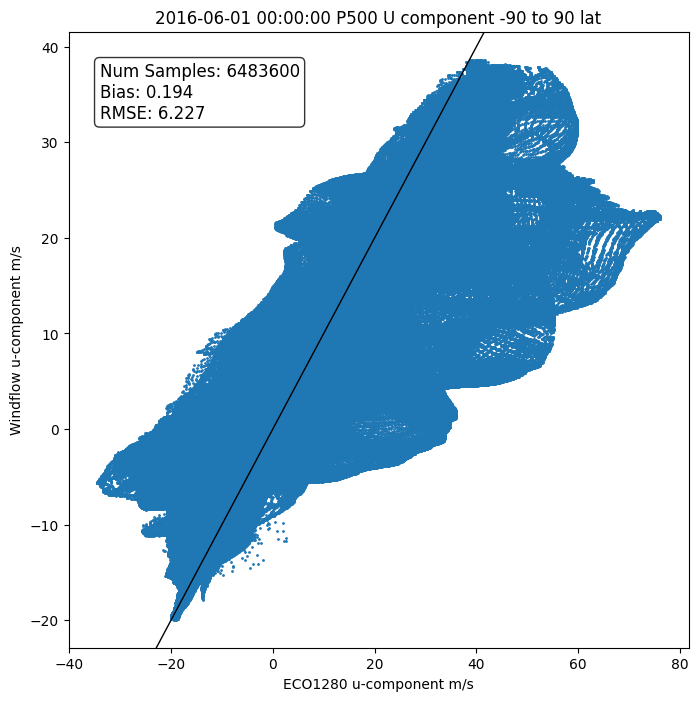 2016-06-01 00:00:00 P500 U component -90 to 90 lat
Num Samples: 6483600
Bias: 0.194
RMSE: 6.227
40
30
20
10
0
−10
−20
Windflow u-component m/s
−40
−20
0
20
40
60
80
ECO1280 u-component m/s